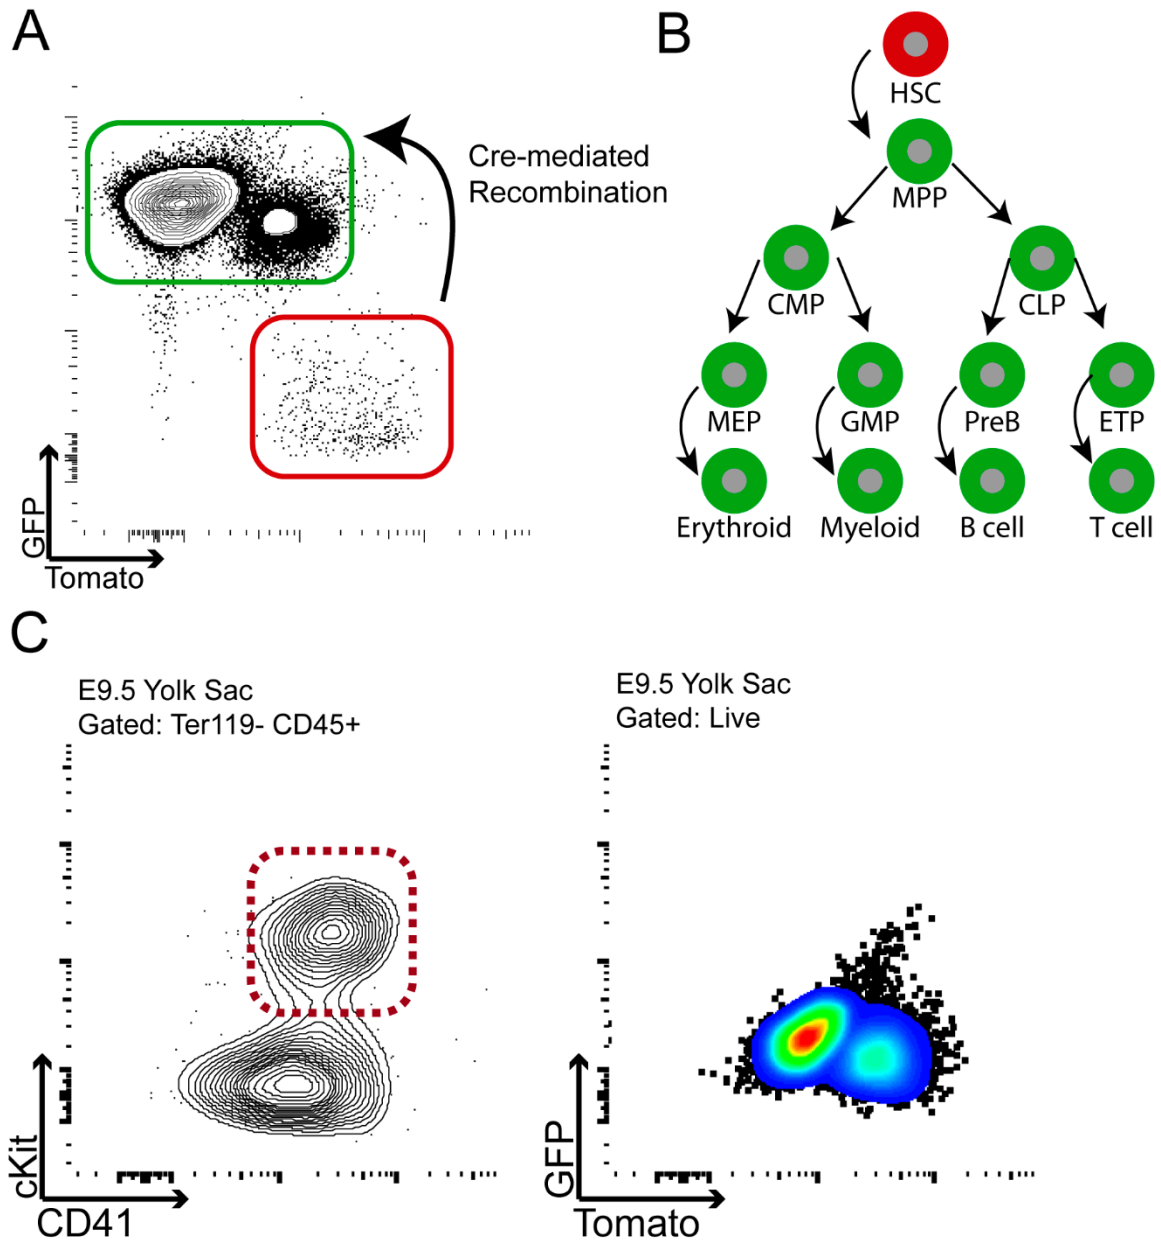 A
Cre-mediated
Recombination
GFP
Tomato
B
HSC
MPP
CMP
CLP
MEP
GMP
PreB
ETP
Erythroid
Myeloid
B cell
T cell
C
E9.5 Yolk Sac
Gated: Ter119- CD45+
cKit
CD41
E9.5 Yolk Sac
Gated: Live
GFP
Tomato